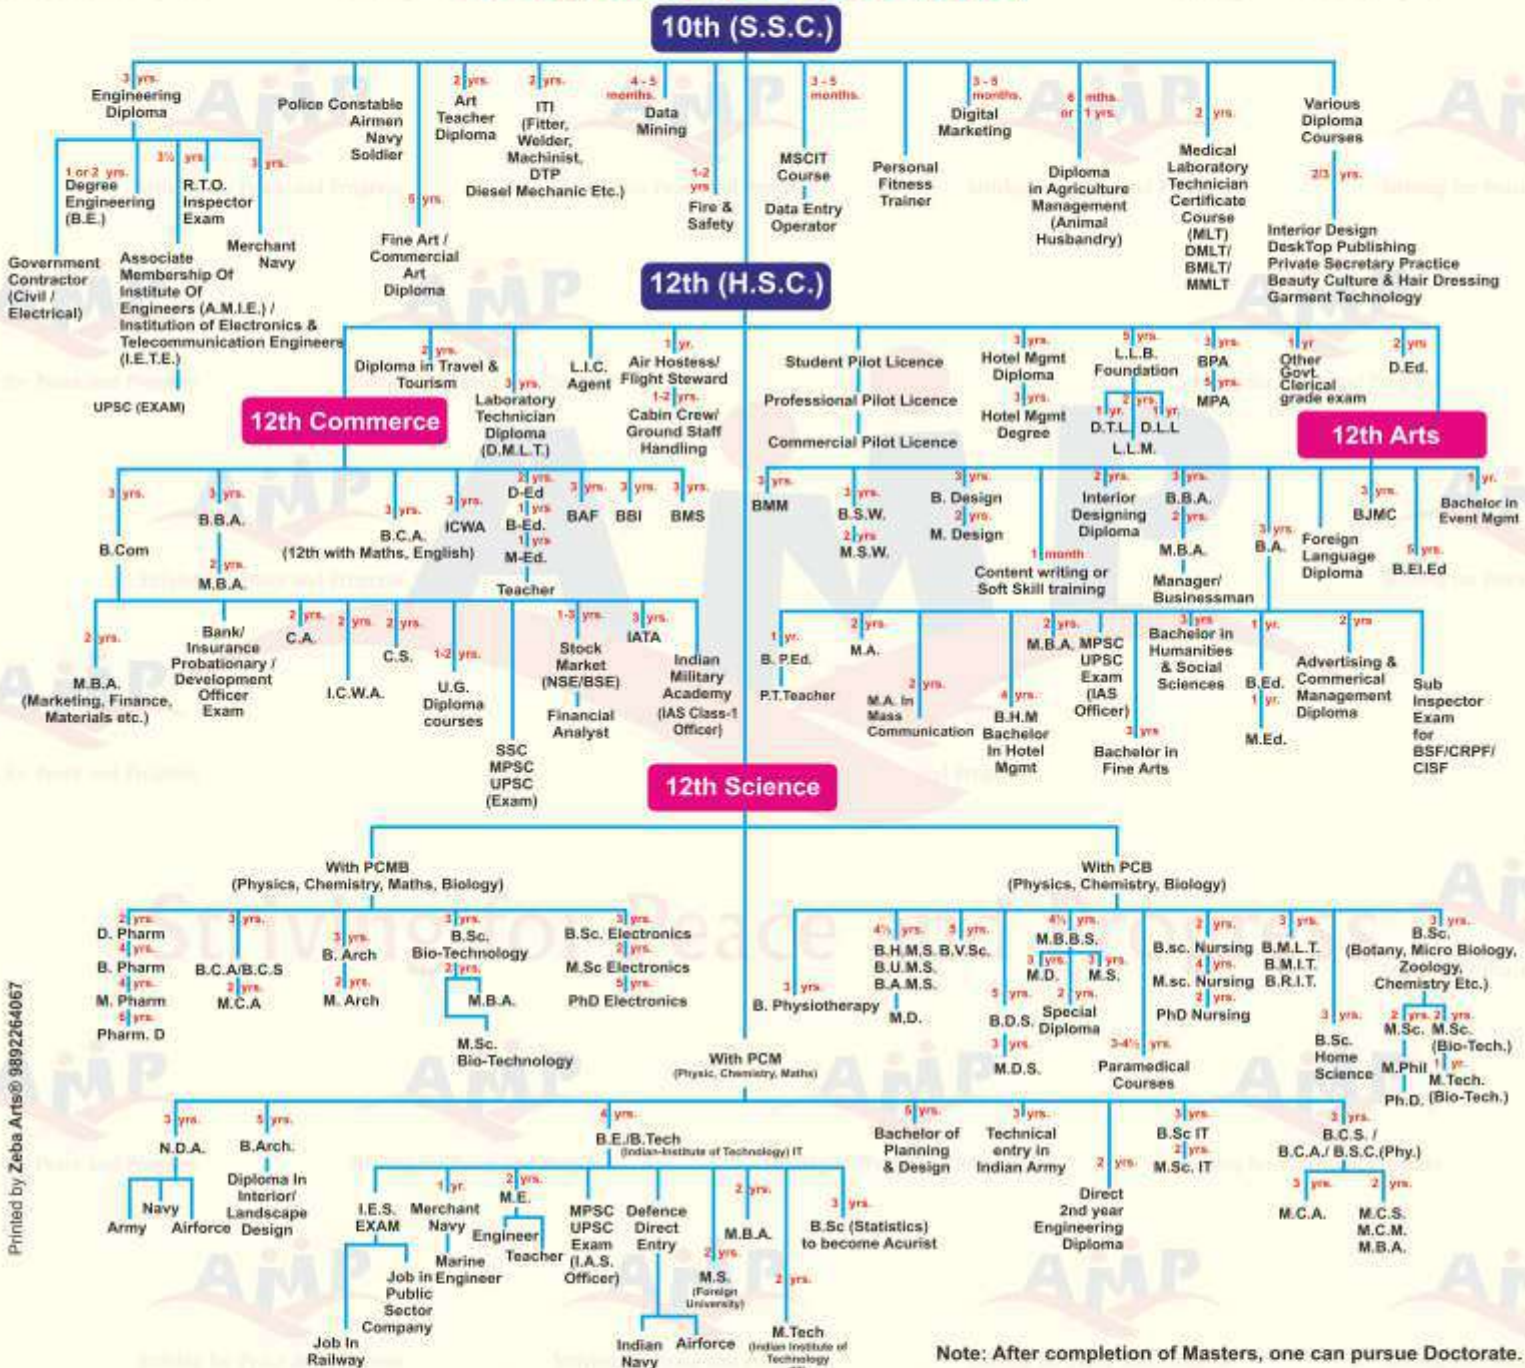 10th (S.S.C.)
3 yrs.
Engineering
Diploma
Police Constable
Airmen
Navy
Soldier
5 yrs.
Fine Art /
Commercial
Art
Diploma
2 yrs.
Art
Teacher
Diploma
2 yrs.
ITI
(Fitter,
Welder,
Machinist,
DTP
Diesel Mechanic Etc.)
4 - 5
months.
Data
Mining
1-2
yrs
Fire &
Safety
3 - 5
months.
MSCIT
Course
Data Entry
Operator
Personal
Fitness
Trainer
3 - 6
months.
Digital
Marketing
6 mths.
or 1 yrs.
Diploma
in Agriculture
Management
(Animal
Husbandry)
2 yrs.
Medical
Laboratory
Technician
Certificate
Course
(MLT)
DMLT/
BMLT/
MMLT
Various
Diploma
Courses
2/3 yrs.
Interior Design
DeskTop Publishing
Private Secretary Practice
Beauty Culture & Hair Dressing
Garment Technology
1 or 2 yrs.
Degree
Engineering
(B.E.)
3½ yrs.
R.T.O.
Inspector
Exam
3 yrs.
Merchant
Navy
Government
Contractor
(Civil /
Electrical)
Associate
Membership Of
Institute Of
Engineers (A.M.I.E.) /
Institution of Electronics &
Telecommunication Engineers
(I.E.T.E.)
UPSC (EXAM)
12th (H.S.C.)
2 yrs.
Diploma in Travel &
Tourism
3 yrs.
Laboratory
Technician
Diploma
(D.M.L.T.)
L.I.C.
Agent
1 yr.
Air Hostess/
Flight Steward
1-2 yrs.
Cabin Crew/
Ground Staff
Handling
Student Pilot Licence
Professional Pilot Licence
Commercial Pilot Licence
3 yrs.
Hotel Mgmt
Diploma
3 yrs.
Hotel Mgmt
Degree
5 yrs.
L.L.B.
Foundation
2 yrs.
1 yr. 1 yr.
D.T.L. D.L.L
L.L.M.
3 yrs.
BPA
5 yrs.
MPA
1 yr
Other
Govt.
Clerical
grade exam
2 yrs
D.Ed.
12th Commerce
12th Arts
3 yrs.
B.Com
3 yrs.
B.B.A.
2 yrs.
M.B.A.
3 yrs.
B.C.A.
(12th with Maths, English)
3 yrs.
ICWA
2 yrs.
D-Ed
1 yrs
B-Ed.
1 yrs
M-Ed.
Teacher
3 yrs.
BAF
3 yrs.
BBI
3 yrs.
BMS
3 yrs.
BMM
3 yrs.
B.S.W.
2 yrs
M.S.W.
3 yrs.
B. Design
2 yrs.
M. Design
1 month
Content writing or
Soft Skill training
2 yrs.
Interior
Designing
Diploma
3 yrs.
B.B.A.
2 yrs.
M.B.A.
Manager/
Businessman
3 yrs.
B.A.
Foreign
Language
Diploma
3 yrs.
BJMC
5 yrs.
B.El.Ed
1 yr.
Bachelor in
Event Mgmt
2 yrs.
M.B.A.
(Marketing, Finance,
Materials etc.)
Bank/
Insurance
Probationary /
Development
Officer
Exam
2 yrs.
C.A.
2 yrs.
I.C.W.A.
2 yrs.
C.S.
1-2 yrs.
U.G.
Diploma
courses
SSC
MPSC
UPSC
(Exam)
1-3 yrs.
Stock
Market
(NSE/BSE)
Financial
Analyst
3 yrs.
IATA
Indian
Military
Academy
(IAS Class-1
Officer)
1 yr.
B. P.Ed.
P.T.Teacher
2 yrs.
M.A.
2 yrs.
M.A. In
Mass
Communication
4 yrs.
B.H.M
Bachelor
In Hotel
Mgmt
2 yrs.
M.B.A.
MPSC
UPSC
Exam
(IAS
Officer)
3 yrs
Bachelor in
Fine Arts
3 yrs
Bachelor in
Humanities
& Social
Sciences
1 yr.
B.Ed.
1 yr.
M.Ed.
2 yrs
Advertising &
Commerical
Management
Diploma
Sub
Inspector
Exam
for
BSF/CRPF/
CISF
12th Science
With PCMB
(Physics, Chemistry, Maths, Biology)
With PCB
(Physics, Chemistry, Biology)
2 yrs.
D. Pharm
4 yrs.
B. Pharm
4 yrs.
M. Pharm
5 yrs.
Pharm. D
3 yrs.
B.C.A/B.C.S
2 yrs.
M.C.A
3 yrs.
B. Arch
2 yrs.
M. Arch
3 yrs.
B.Sc.
Bio-Technology
2 yrs.
M.B.A.
M.Sc.
Bio-Technology
3 yrs.
B.Sc. Electronics
2 yrs.
M.Sc Electronics
5 yrs.
PhD Electronics
3 yrs.
B. Physiotherapy
4½ yrs.
B.H.M.S.
B.U.M.S.
B.A.M.S.
M.D.
5 yrs.
B.V.Sc.
5 yrs.
B.D.S.
3 yrs.
M.D.S.
4½ yrs.
M.B.B.S.
3 yrs. 3 yrs.
M.D. M.S.
2 yrs.
Special
Diploma
3-4½ yrs.
Paramedical
Courses
2 yrs.
B.sc. Nursing
4 yrs.
M.sc. Nursing
2 yrs.
PhD Nursing
3 yrs.
B.M.L.T.
B.M.I.T.
B.R.I.T.
3 yrs.
B.Sc.
Home
Science
3 yrs.
B.Sc.
(Botany, Micro Biology,
Zoology,
Chemistry Etc.)
2 yrs. 2 yrs.
M.Sc. M.Sc.
(Bio-Tech.)
M.Phil 1 yr.
M.Tech.
Ph.D. (Bio-Tech.)
With PCM
(Physic, Chemistry, Maths)
3 yrs.
N.D.A.
Army
Navy
Airforce
5 yrs.
B.Arch.
Diploma In
Interior/
Landscape
Design
4 yrs.
B.E./B.Tech
(Indian-Institute of Technology) IT
5 yrs.
Bachelor of
Planning
& Design
3 yrs.
Technical
entry in
Indian Army
2 yrs.
Direct
2nd year
Engineering
Diploma
3 yrs.
B.Sc IT
2 yrs.
M.Sc. IT
3 yrs.
B.C.S. /
B.C.A./ B.S.C.(Phy.)
3 yrs.
M.C.A.
2 yrs.
M.C.S.
M.C.M.
M.B.A.
I.E.S.
EXAM
Job In
Railway
Job in
Public
Sector
Company
1 yr.
Merchant
Navy
Marine
Engineer
2 yrs.
M.E.
Engineer
Teacher
MPSC
UPSC
Exam
(I.A.S.
Officer)
Defence
Direct
Entry
Indian
Navy
Airforce
2 yrs.
M.S.
(Foreign
University)
2 yrs.
M.B.A.
2 yrs.
M.Tech
(Indian Institute of
Technology
3 yrs.
B.Sc (Statistics)
to become Acurist
Note: After completion of Masters, one can pursue Doctorate.
Printed by Zeba Arts® 9892264067
AMP
Striving for Peace and Progress